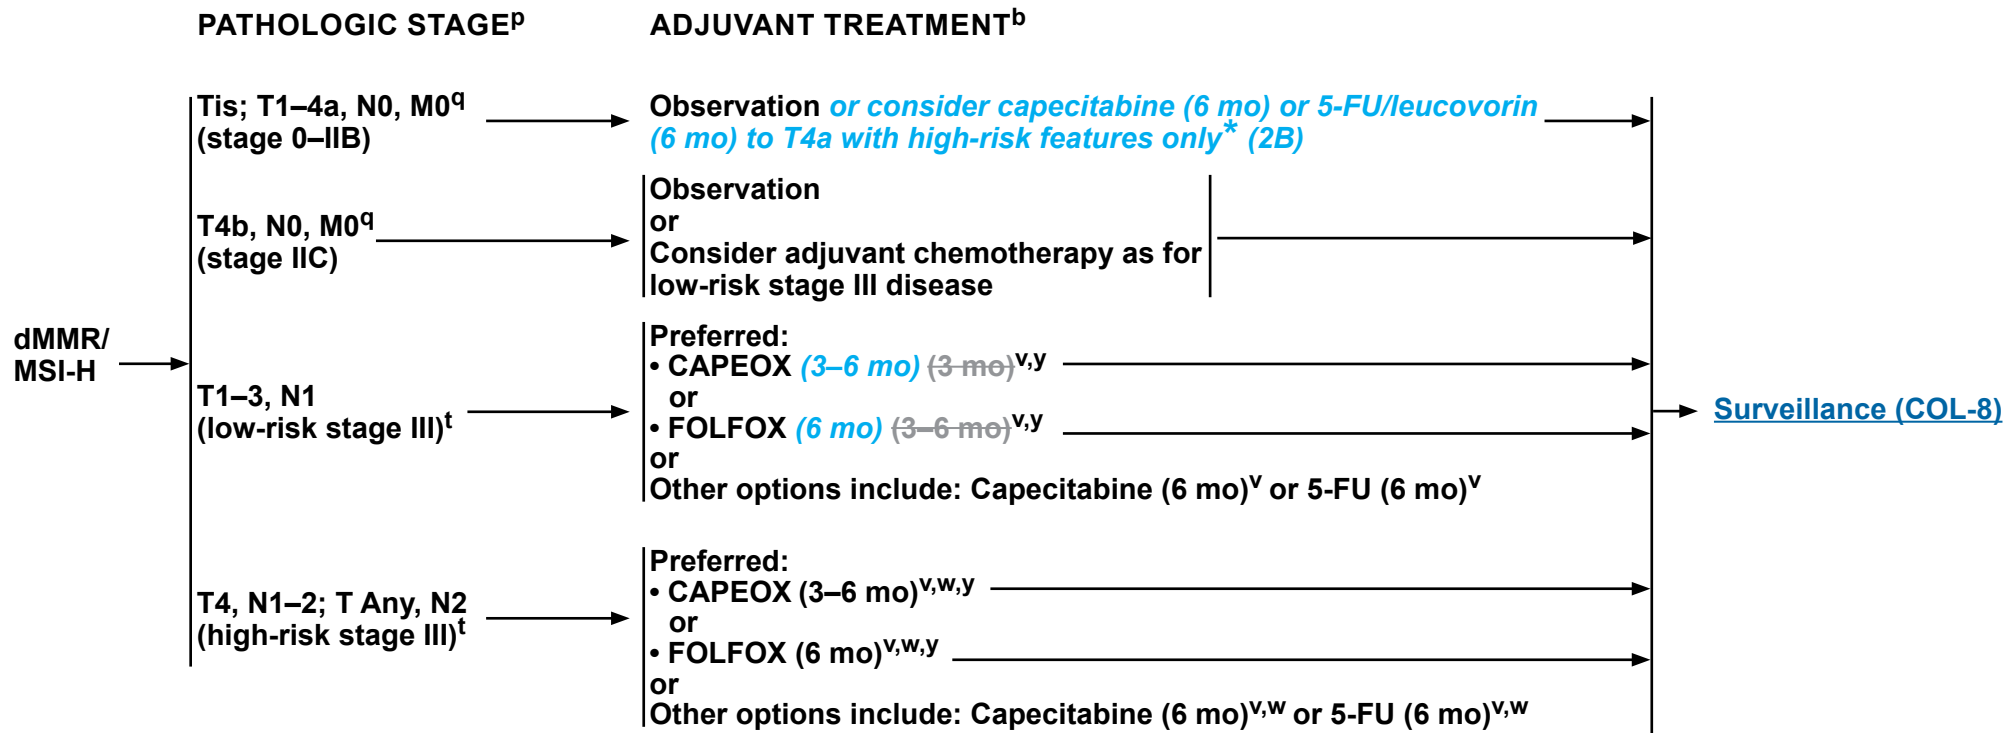 PATHOLOGIC STAGEp
ADJUVANT TREATMENTb
dMMR/
MSI-H
Tis; T1–4a, N0, M0q
(stage 0–IIB)
Observation or consider capecitabine (6 mo) or 5-FU/leucovorin
(6 mo) to T4a with high-risk features only* (2B)
T4b, N0, M0q
(stage IIC)
Observation
or
Consider adjuvant chemotherapy as for
low-risk stage III disease
T1–3, N1
(low-risk stage III)t
Preferred:
• CAPEOX (3–6 mo) (3 mo)v,y
or
• FOLFOX (6 mo) (3–6 mo)v,y
or
Other options include: Capecitabine (6 mo)v or 5-FU (6 mo)v
T4, N1–2; T Any, N2
(high-risk stage III)t
Preferred:
• CAPEOX (3–6 mo)v,w,y
or
• FOLFOX (6 mo)v,w,y
or
Other options include: Capecitabine (6 mo)v,w or 5-FU (6 mo)v,w
Surveillance (COL-8)